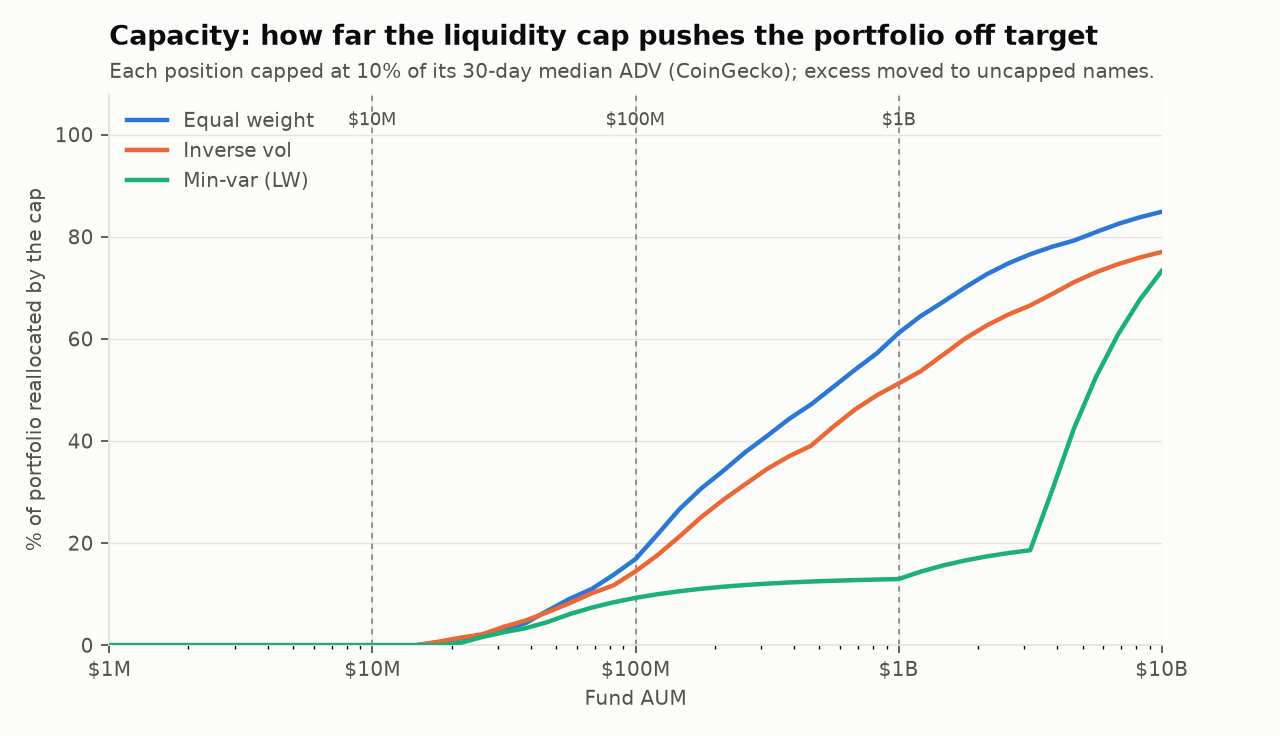 Capacity: how far the liquidity cap pushes the portfolio off target
Each position capped at 10% of its 30-day median ADV (CoinGecko); excess moved to uncapped names.
Equal weight
Inverse vol
Min-var (LW)
$10M
$100M
$1B
% of portfolio reallocated by the cap
100
80
60
40
20
0
$1M
$10M
$100M
$1B
$10B
Fund AUM